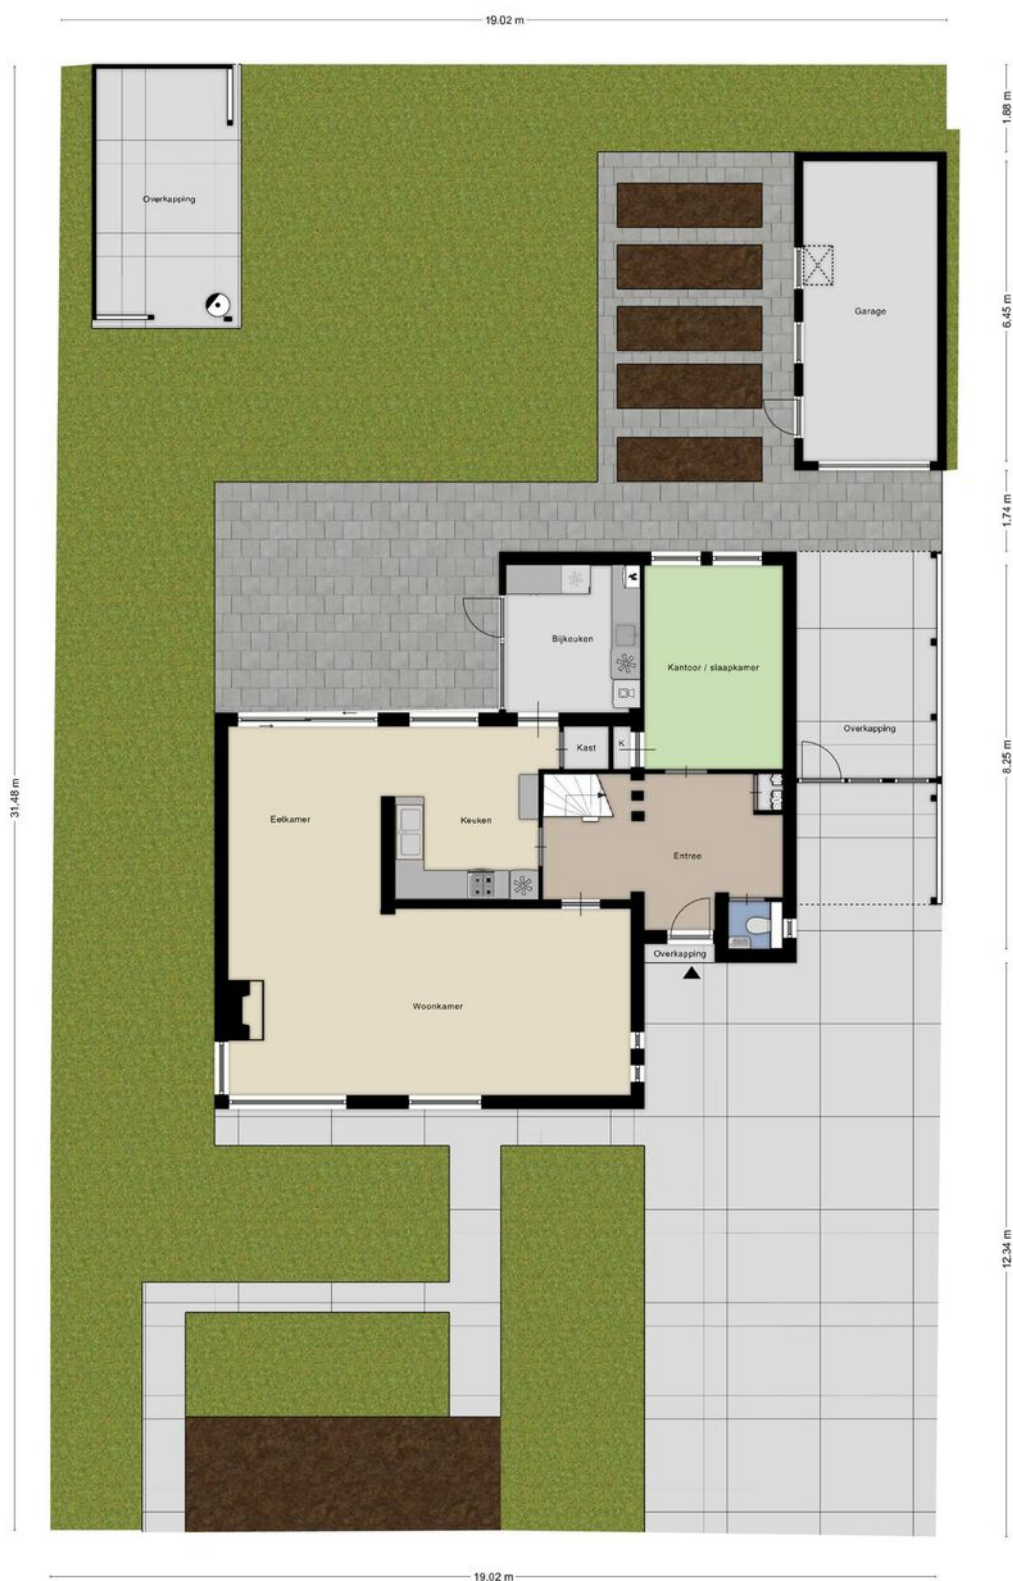 19.02 m
1.88 m
Overkapping
6.45 m
Garage
1.74 m
Bijkeuken
Kantoor / slaapkamer
Overkapping
Kast
K
8.25 m
31.48 m
Eetkamer
Keuken
Entree
Overkapping
Woonkamer
12.34 m
19.02 m